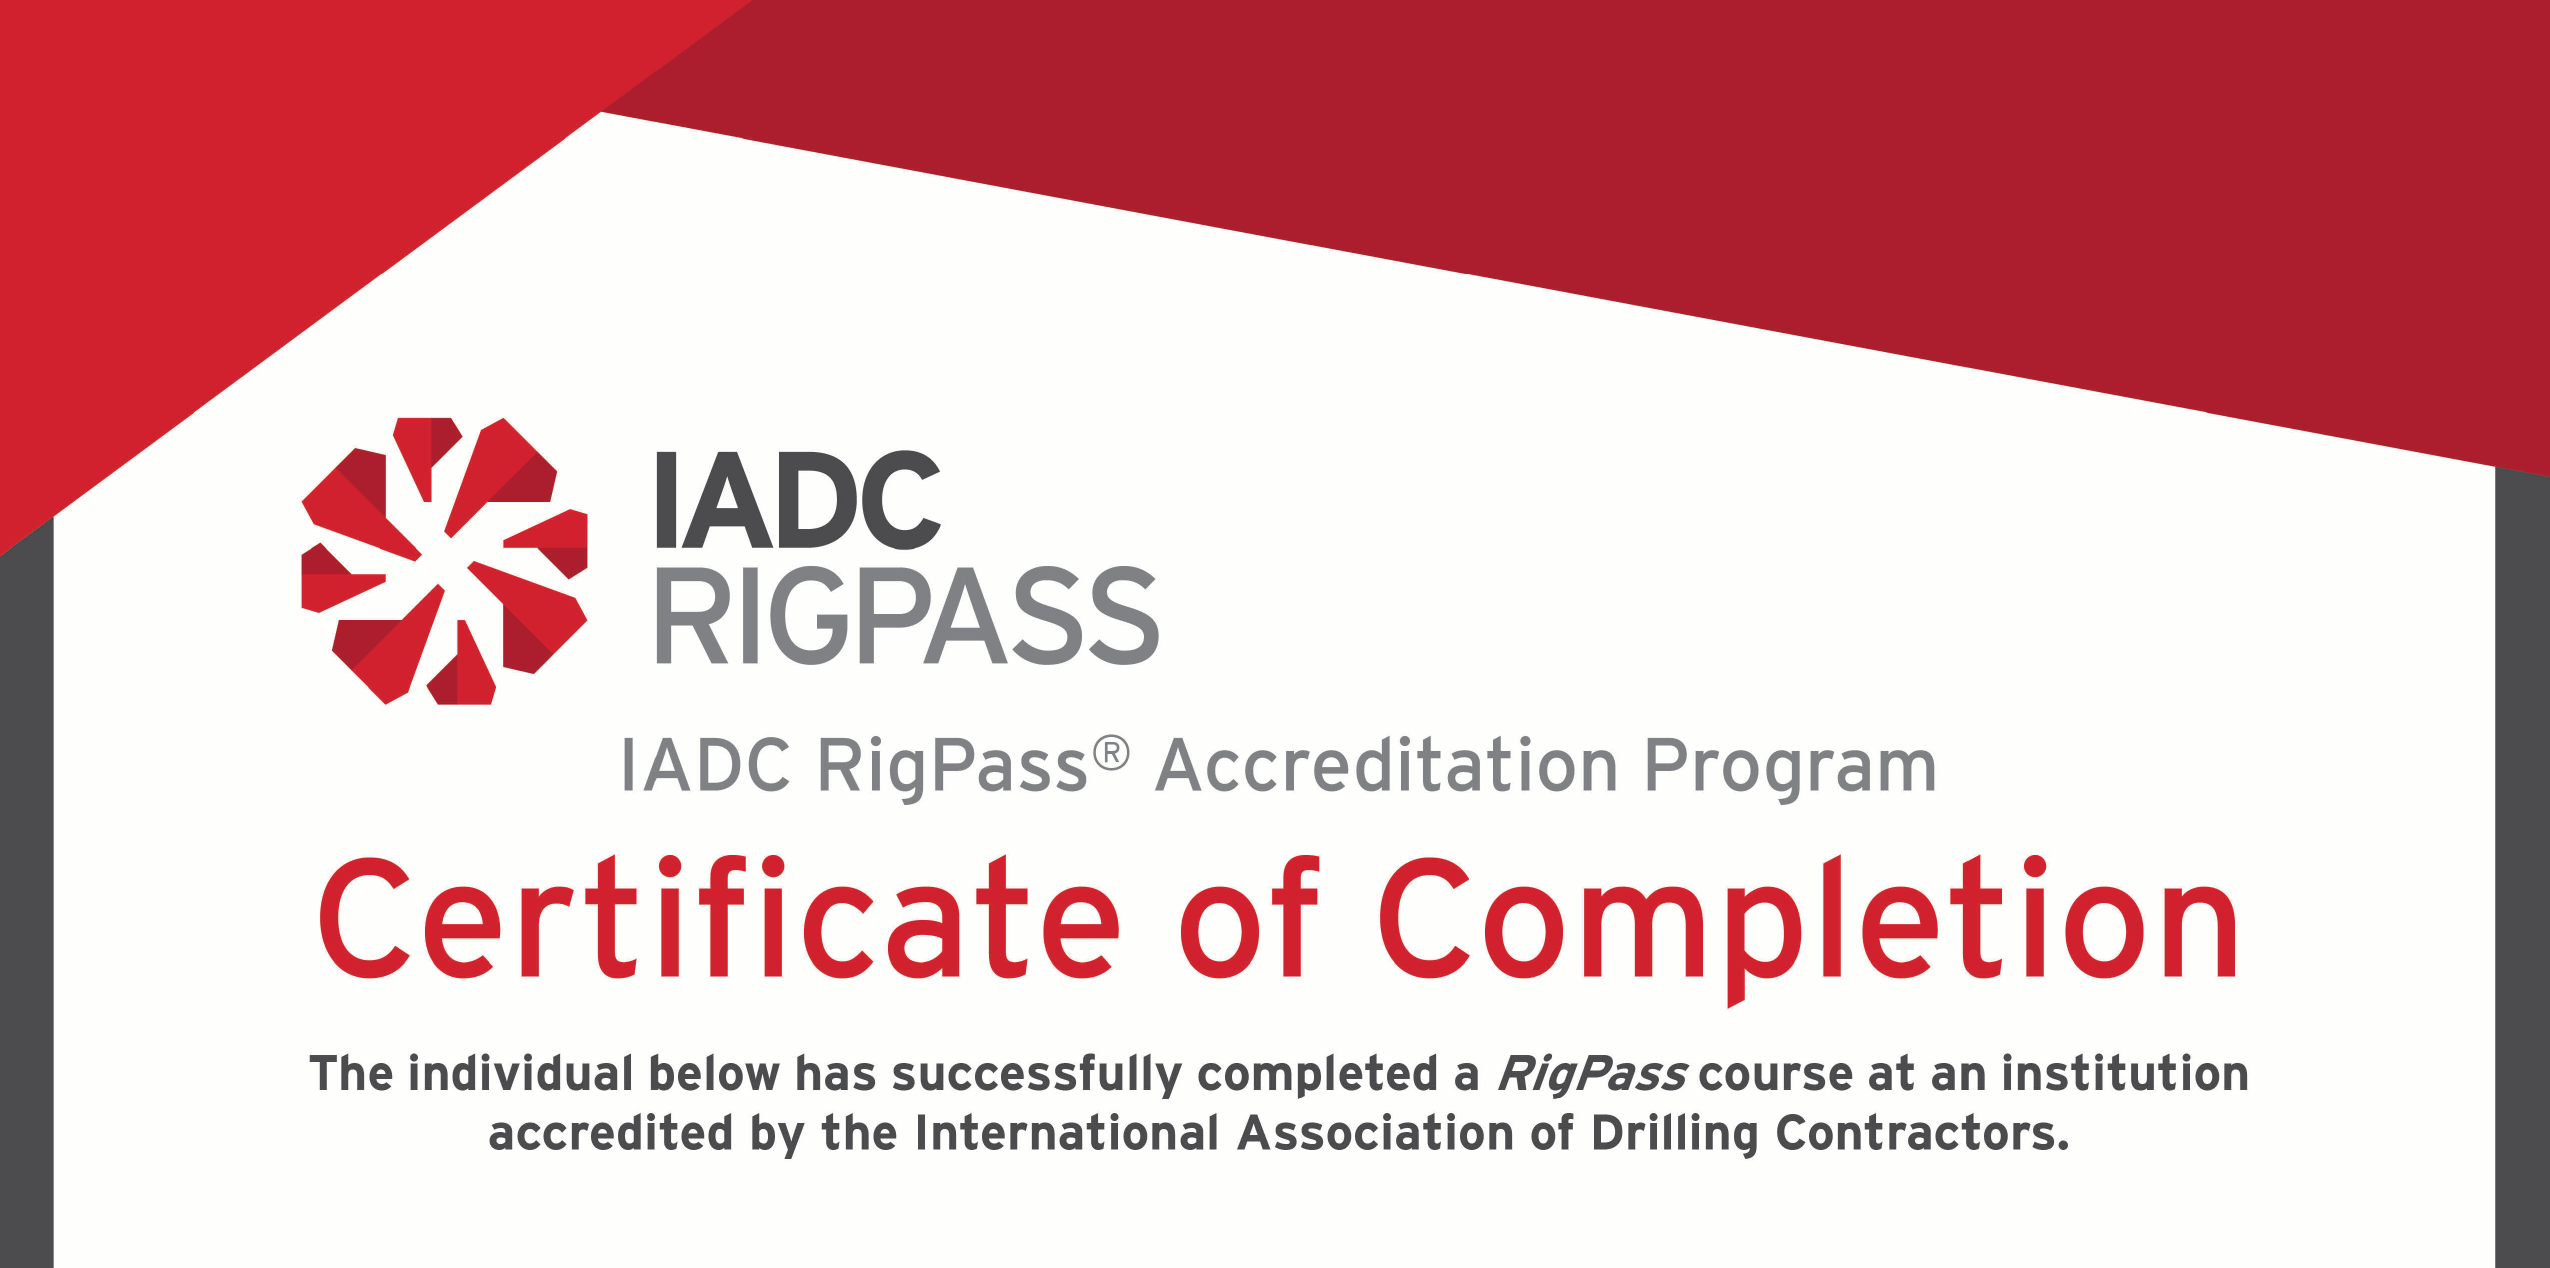 IADC
RIGPASS
IADC RigPass® Accreditation Program
Certificate of Completion
The individual below has successfully completed a RigPass course at an institution
accredited by the International Association of Drilling Contractors.